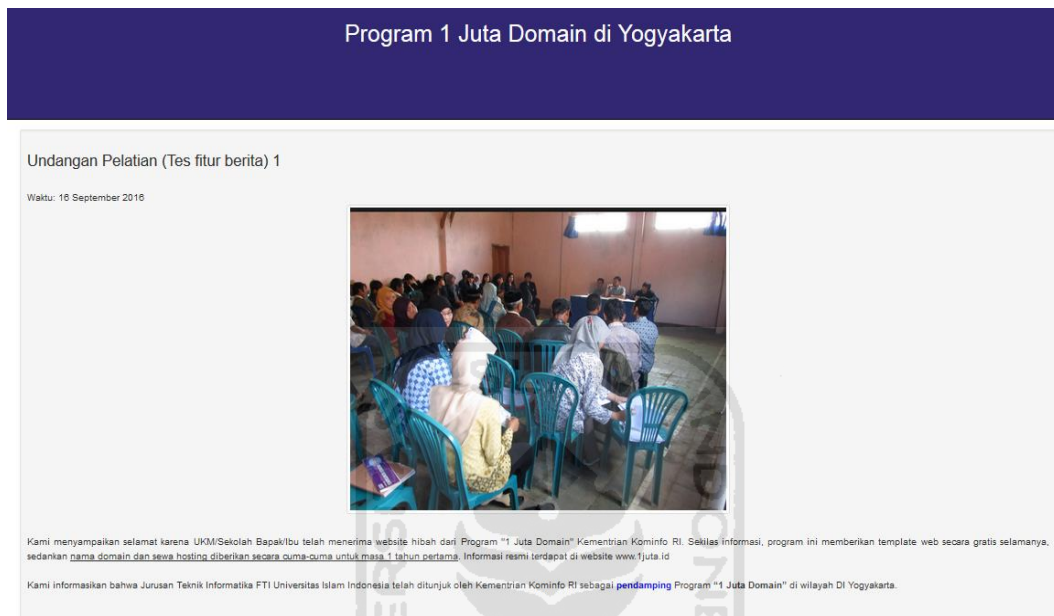 Program 1 Juta Domain di Yogyakarta
Undangan Pelatian (Tes fitur berita) 1
Waktu: 16 September 2016
Kami menyampaikan selamat karena UKM/Sekolah Bapak/Ibu telah menerima website hibah dari Program "1 Juta Domain" Kementrian Kominfo RI. Sekilas informasi, program ini memberikan template web secara gratis selamanya,
sedankan nama domain dan sewa hosting diberikan secara cuma-cuma untuk masa 1 tahun pertama. Informasi resmi terdapat di website www.1juta.id
Kami informasikan bahwa Jurusan Teknik Informatika FTI Universitas Islam Indonesia telah ditunjuk oleh Kementrian Kominfo RI sebagai pendamping Program "1 Juta Domain" di wilayah DI Yogyakarta.